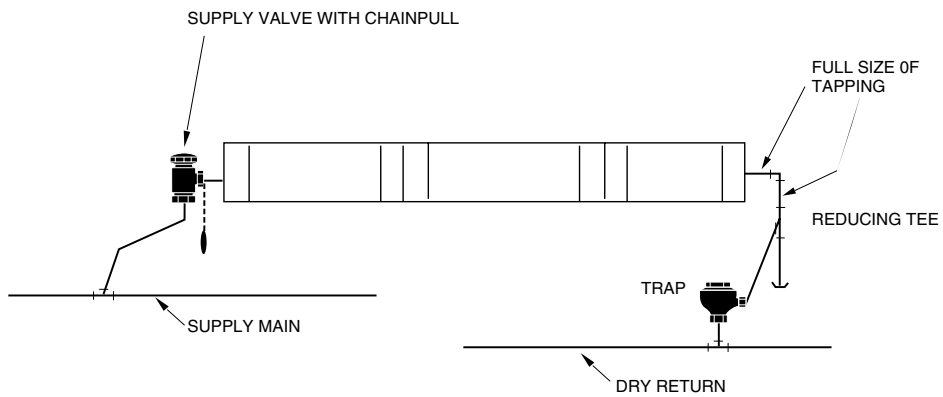 SUPPLY VALVE WITH CHAINPULL
FULL SIZE 0F
TAPPING
REDUCING TEE
TRAP
SUPPLY MAIN
DRY RETURN